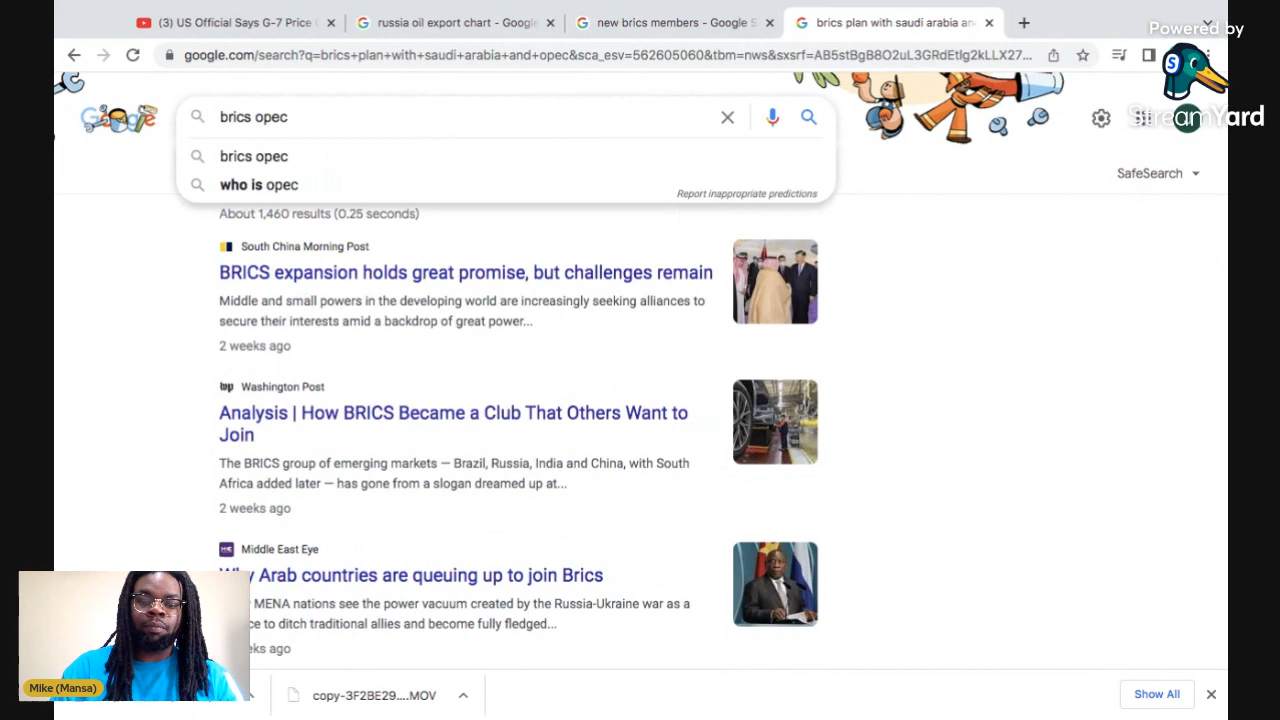 (3) US Official Says G-7 Price
russia oil export chart - Google
new brics members - Google S
brips plan with saudi arabia an
Powered by
google.com/search?q=brics+plan+with+saudi+arabia+and+opec&sca_esv=562605060&tbm=nws&sxsrf=AB5stBgB8O2uL3GRdEtlg2kLLX27...
StreamYard
Google
brics opec
brics opec
who is opec
Report inappropriate predictions
SafeSearch
About 1,460 results (0.25 seconds)
South China Morning Post
BRICS expansion holds great promise, but challenges remain
Middle and small powers in the developing world are increasingly seeking alliances to
secure their interests amid a backdrop of great power...
2 weeks ago
wp Washington Post
Analysis | How BRICS Became a Club That Others Want to
Join
The BRICS group of emerging markets — Brazil, Russia, India and China, with South
Africa added later — has gone from a slogan dreamed up at...
2 weeks ago
Middle East Eye
Arab countries are queuing up to join Brics
MENA nations see the power vacuum created by the Russia-Ukraine war as a
to ditch traditional allies and become fully fledged...
ago
Mike (Mansa)
copy-3F2BE29....MOV
Show All